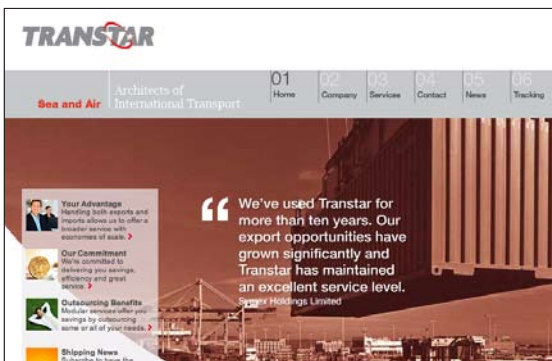 TRANSTAR
Sea and Air
Architects of
International Transport
01
Home
02
Company
03
Services
04
Contact
05
News
06
Tracking
Your Advantage
Handling both exports and
imports allows us to offer a
broader service with
economies of scale.
Our Commitment
We're committed to
delivering you savings,
efficiency and great
service.
Outsourcing Benefits
Modular services offer you
savings by outsourcing
some or all of your needs.
Shipping News
Subscribe to have the
“ We've used Transtar for
more than ten years. Our
export opportunities have
grown significantly and
Transtar has maintained
an excellent service level.
Holdings Limited